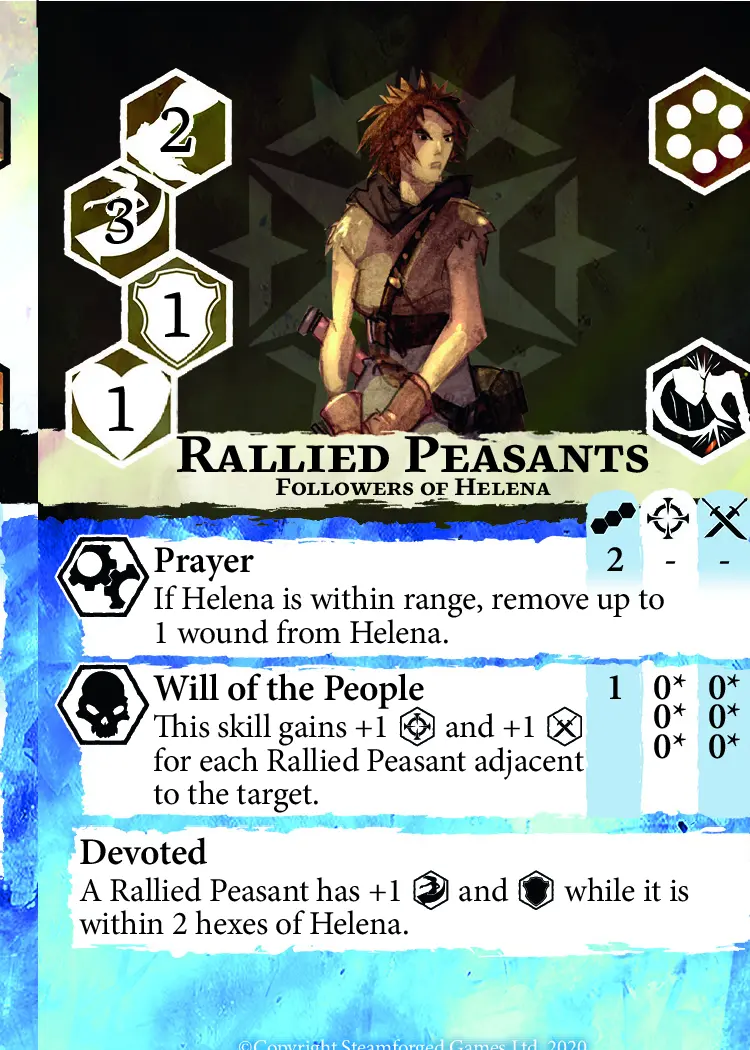 2
3
1
1
Rallied Peasants
Followers of Helena
Prayer 2 - -
If Helena is within range, remove up to
1 wound from Helena.
Will of the People 1 0* 0*
This skill gains +1 and +1 0* 0*
for each Rallied Peasant adjacent 0* 0*
to the target.
Devoted
A Rallied Peasant has +1 and while it is
within 2 hexes of Helena.
©Copyright Steamforged Games Ltd. 2020